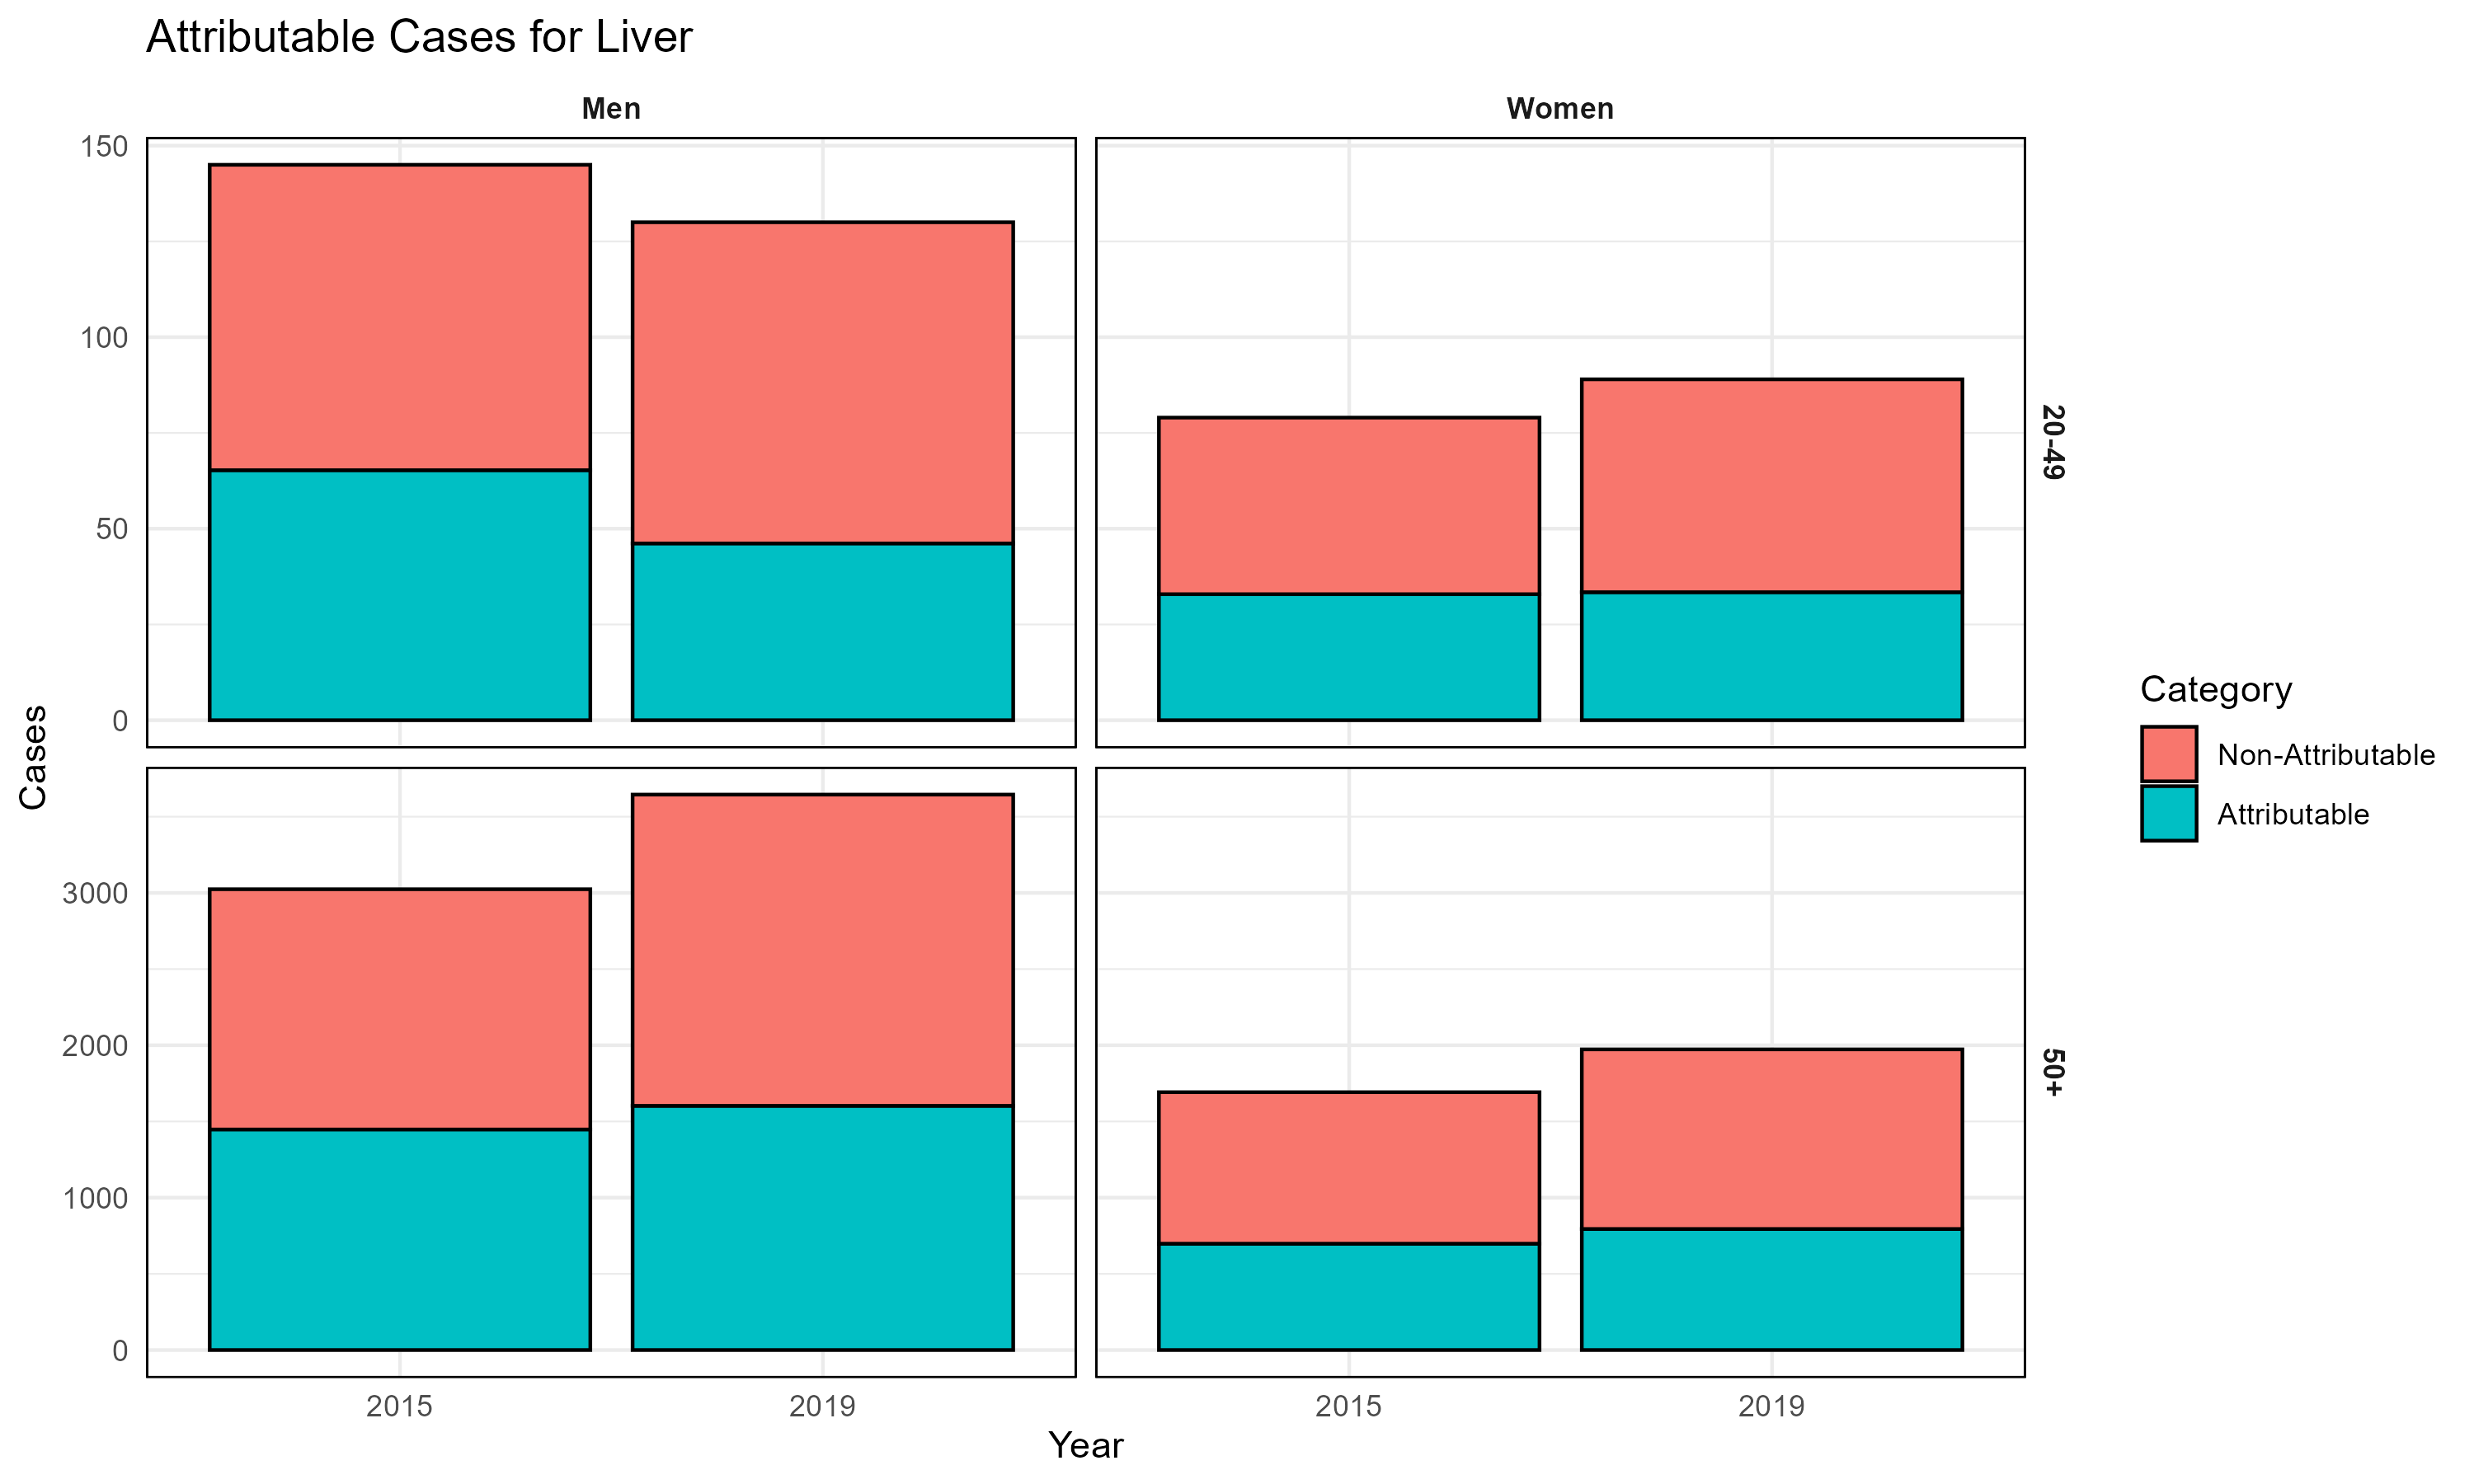 Attributable Cases for Liver
Men
Women
150
100
50
0
20-49
Cases
3000
2000
1000
0
50+
2015
2019
2015
2019
Year
Category
Non-Attributable
Attributable